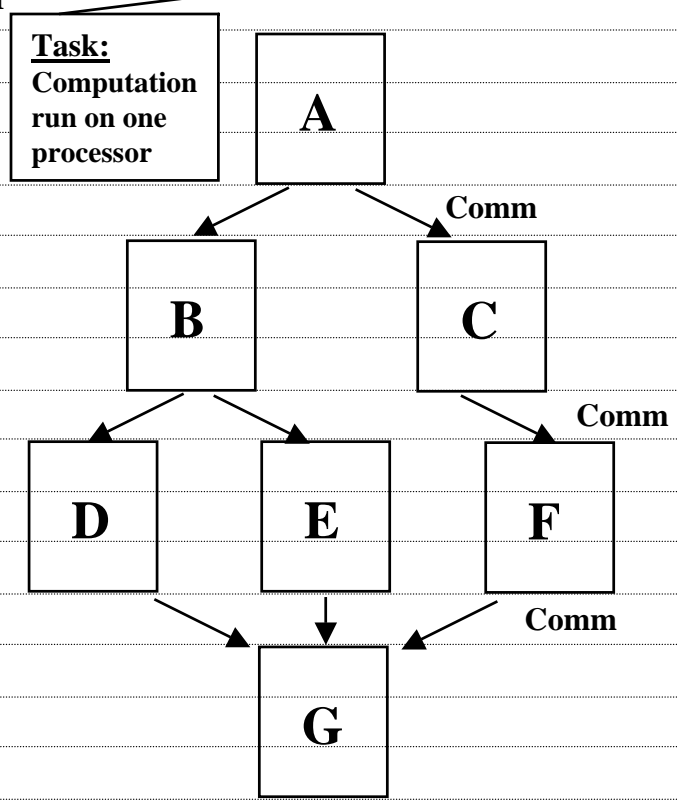 Task:
Computation
run on one
processor
A
Comm
B
C
Comm
D
E
F
Comm
G